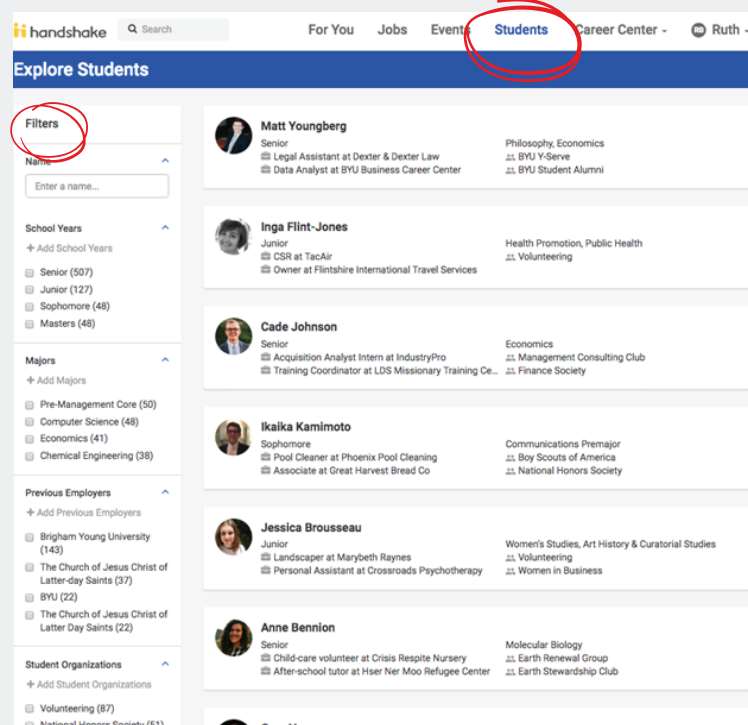 handshake
Search
For You
Jobs
Events
Students
Career Center
RB
Ruth
Explore Students
Filters
Name
Enter a name...
School Years
+ Add School Years
Senior (507)
Junior (127)
Sophomore (48)
Masters (48)
Majors
+ Add Majors
Pre-Management Core (50)
Computer Science (48)
Economics (41)
Chemical Engineering (38)
Previous Employers
+ Add Previous Employers
Brigham Young University
(143)
The Church of Jesus Christ of
Latter-day Saints (37)
BYU (22)
The Church of Jesus Christ of
Latter Day Saints (22)
Student Organizations
+ Add Student Organizations
Volunteering (87)
National Honors Society (51)
Matt Youngberg
Senior
Legal Assistant at Dexter & Dexter Law
Data Analyst at BYU Business Career Center
Philosophy, Economics
BYU Y-Serve
BYU Student Alumni
Inga Flint-Jones
Junior
CSR at TacAir
Owner at Flintshire International Travel Services
Health Promotion, Public Health
Volunteering
Cade Johnson
Senior
Acquisition Analyst Intern at IndustryPro
Training Coordinator at LDS Missionary Training Ce...
Economics
Management Consulting Club
Finance Society
Ikaika Kamimoto
Sophomore
Pool Cleaner at Phoenix Pool Cleaning
Associate at Great Harvest Bread Co
Communications Premajor
Boy Scouts of America
National Honors Society
Jessica Brousseau
Junior
Landscaper at Marybeth Raynes
Personal Assistant at Crossroads Psychotherapy
Women's Studies, Art History & Curatorial Studies
Volunteering
Women in Business
Anne Bennion
Senior
Child-care volunteer at Crisis Respite Nursery
After-school tutor at Hser Ner Moo Refugee Center
Molecular Biology
Earth Renewal Group
Earth Stewardship Club